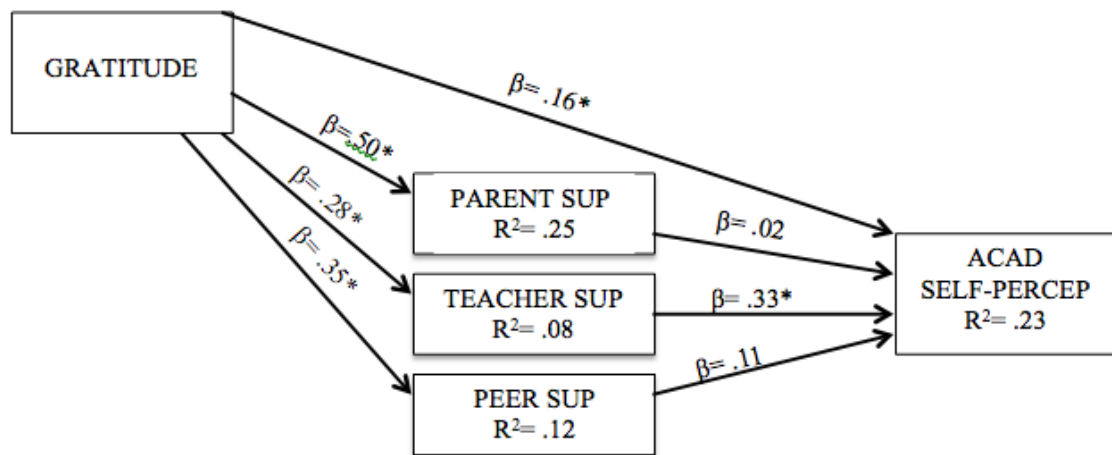 GRATITUDE
β= .16*
β=.50*
β= .28*
β= .35*
PARENT SUP
R²= .25
β= .02
TEACHER SUP
R²= .08
β= .33*
PEER SUP
R²= .12
β= .11
ACAD
SELF-PERCEP
R²= .23